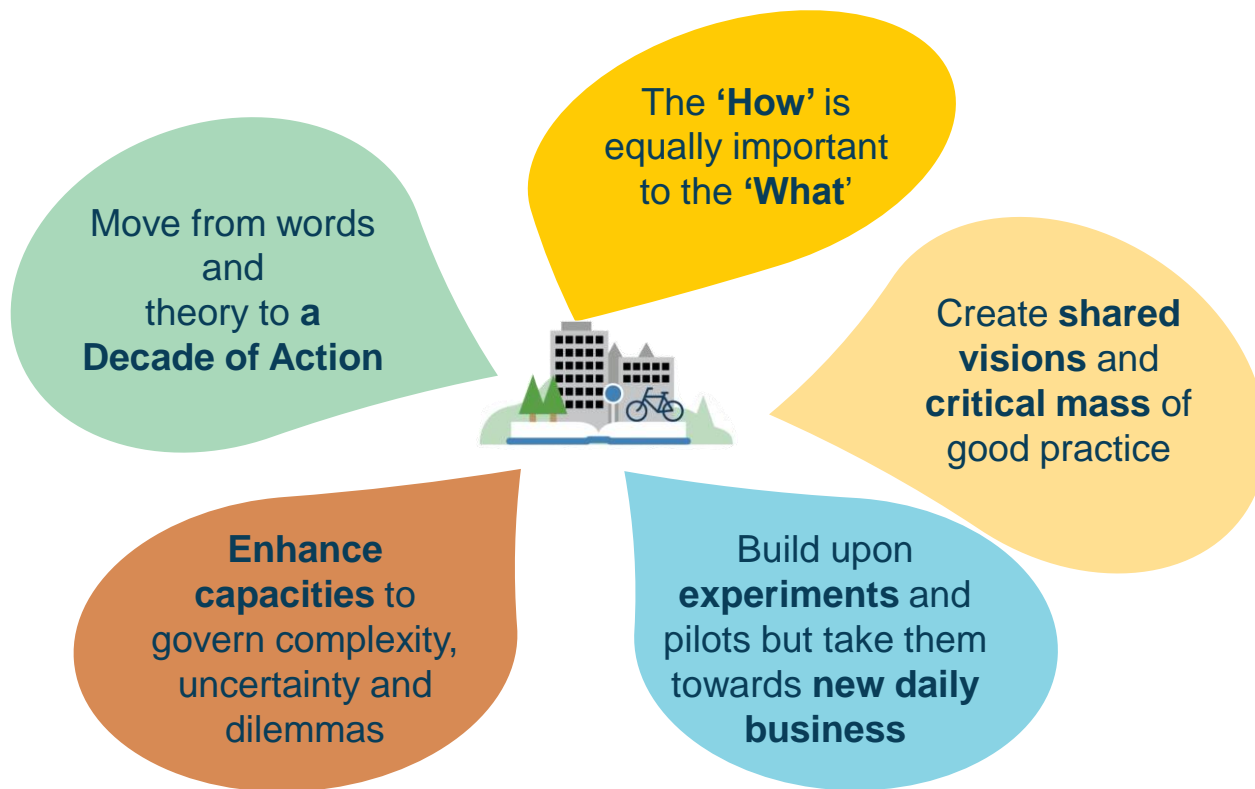 The ‘How’ is
equally important
to the ‘What’
Move from words
and
theory to a
Decade of Action
Create shared
visions and
critical mass of
good practice
Enhance
capacities to
govern complexity,
uncertainty and
dilemmas
Build upon
experiments and
pilots but take them
towards new daily
business